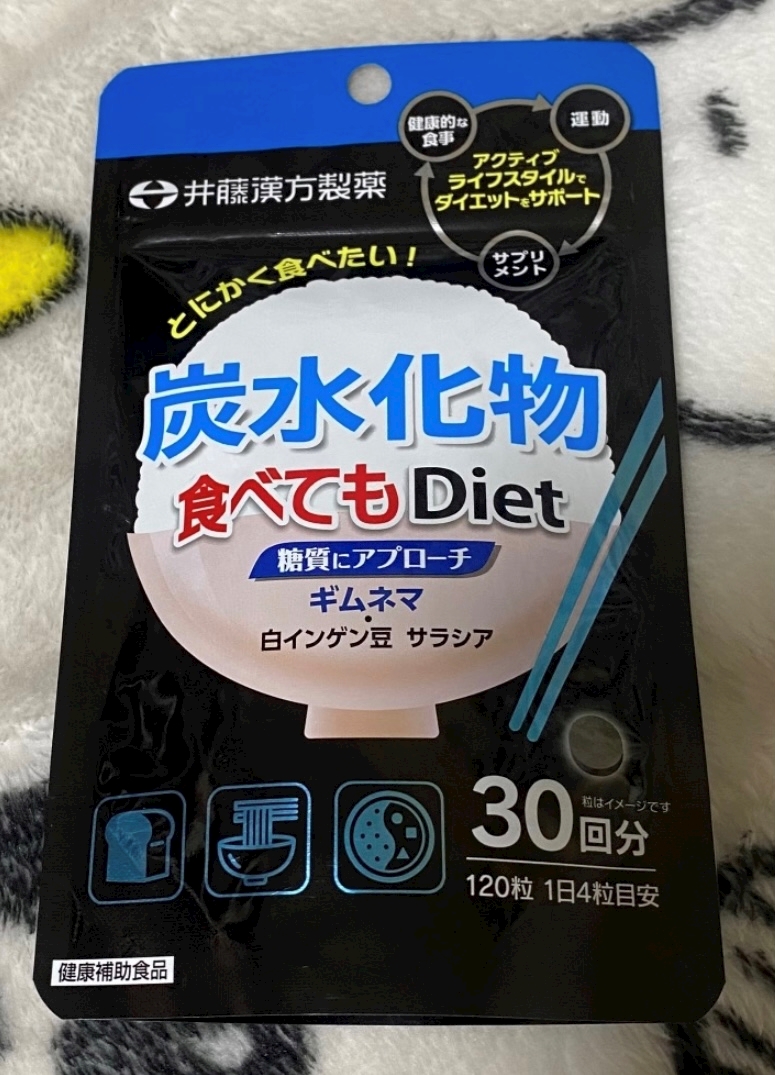 健康的な
食事
運動
アクティブ
ライフスタイルで
ダイエットをサポート
サプリ
メント
井藤漢方製薬
とにかく食べたい!
炭水化物
食べてもDiet
糖質にアプローチ
ギムネマ
・
白インゲン豆 サラシア
粒はイメージです
30回分
120粒 1日4粒目安
健康補助食品